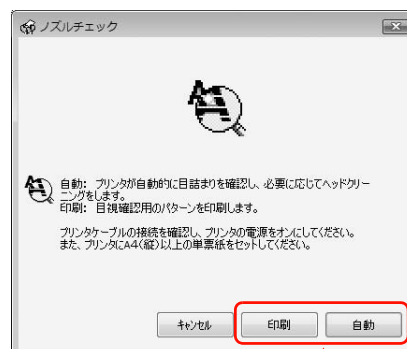 ノズルチェック
自動: プリンタが自動的に目詰まりを確認し、必要に応じてヘッドクリー
ニングをします。
印刷: 目視確認用のパターンを印刷します。
プリンタケーブルの接続を確認し、プリンタの電源をオンにしてください。
また、プリンタにA4(縦)以上の単票紙をセットしてください。
キャンセル 印刷 自動